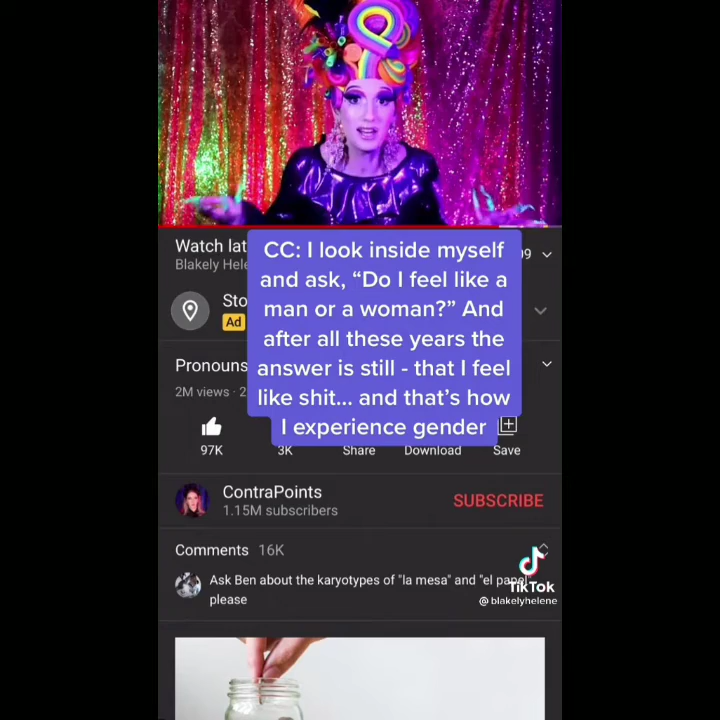 CC: I look inside myself
and ask, “Do I feel like a
man or a woman?” And
after all these years the
answer is still - that I feel
like shit... and that’s how
I experience gender
Watch lat
Blakely Hele
Sto
Ad
Pronouns
2M views · 2
97K
3K
Share
Download
Save
ContraPoints
1.15M subscribers
SUBSCRIBE
Comments 16K
Ask Ben about the karyotypes of "la mesa" and "el papel"
please
TikTok
@blakelyhelene